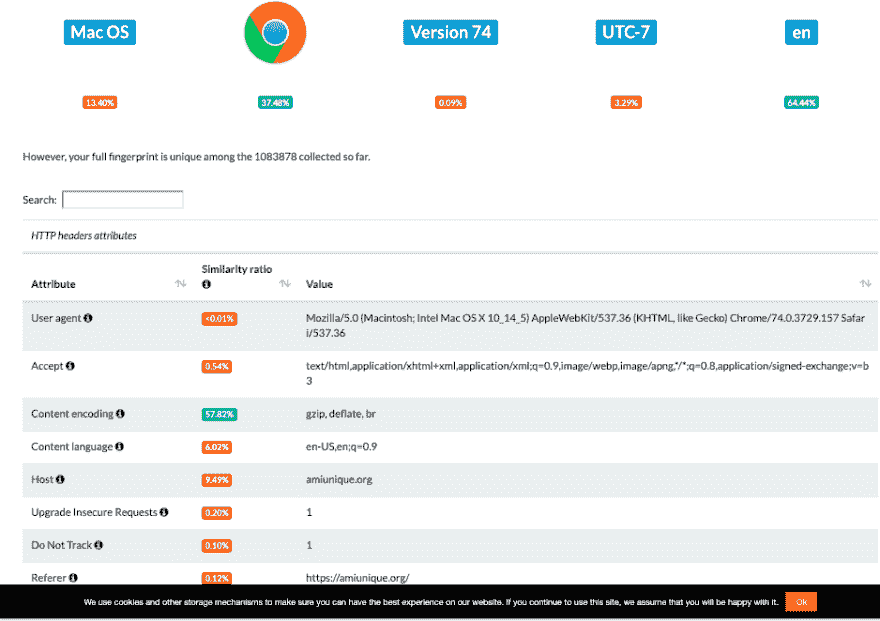 Mac OS
Version 74
UTC-7
en
13.40%
37.48%
0.09%
3.29%
64.44%
However, your full fingerprint is unique among the 1083878 collected so far.
Search:
HTTP headers attributes
Similarity ratio
Attribute
Value
User agent
<0.01%
Mozilla/5.0 (Macintosh; Intel Mac OS X 10_14_5) AppleWebKit/537.36 (KHTML, like Gecko) Chrome/74.0.3729.157 Safar
i/537.36
Accept
0.54%
text/html,application/xhtml+xml,application/xml;q=0.9,image/webp,image/apng,*/*;q=0.8,application/signed-exchange;v=b
3
Content encoding
57.82%
gzip, deflate, br
Content language
6.02%
en-US,en;q=0.9
Host
9.49%
amiunique.org
Upgrade Insecure Requests
0.20%
1
Do Not Track
0.10%
1
Referer
0.12%
https://amiunique.org/
We use cookies and other storage mechanisms to make sure you can have the best experience on our website. If you continue to use this site, we assume that you will be happy with it.
Ok